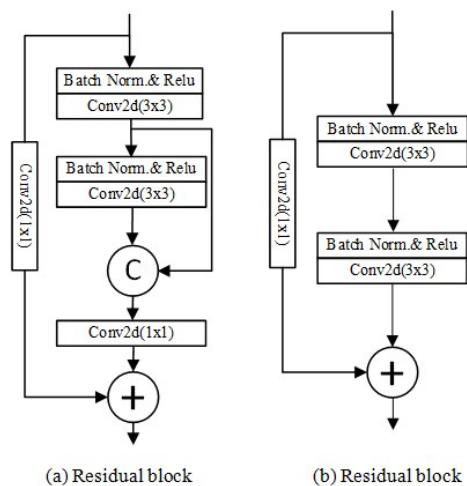 Batch Norm.& Relu
Conv2d(3x3)
Conv2d(1x1)
Batch Norm.& Relu
Conv2d(3x3)
C
Conv2d(1x1)
+
(a) Residual block
Batch Norm.& Relu
Conv2d(3x3)
Conv2d(1x1)
Batch Norm.& Relu
Conv2d(3x3)
+
(b) Residual block